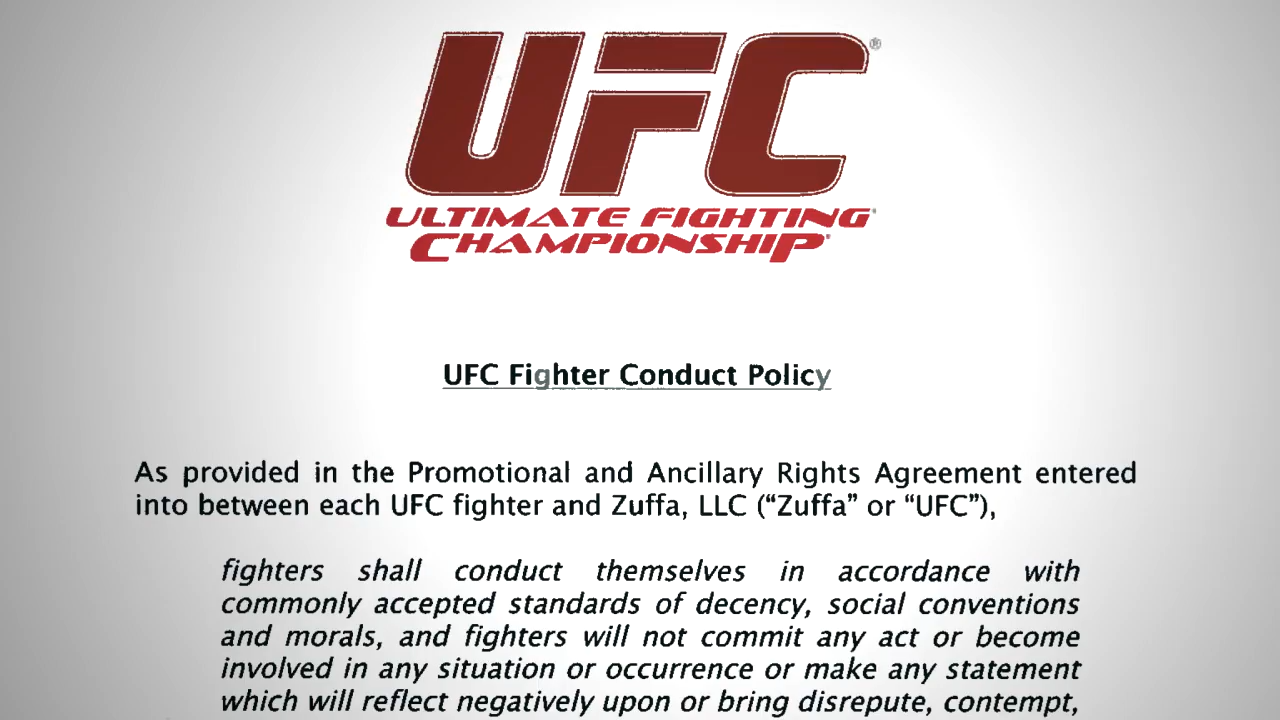 UFC®
ULTIMATE FIGHTING®
CHAMPIONSHIP®
UFC Fighter Conduct Policy
As provided in the Promotional and Ancillary Rights Agreement entered
into between each UFC fighter and Zuffa, LLC (“Zuffa” or “UFC”),
fighters shall conduct themselves in accordance with
commonly accepted standards of decency, social conventions
and morals, and fighters will not commit any act or become
involved in any situation or occurrence or make any statement
which will reflect negatively upon or bring disrepute, contempt,